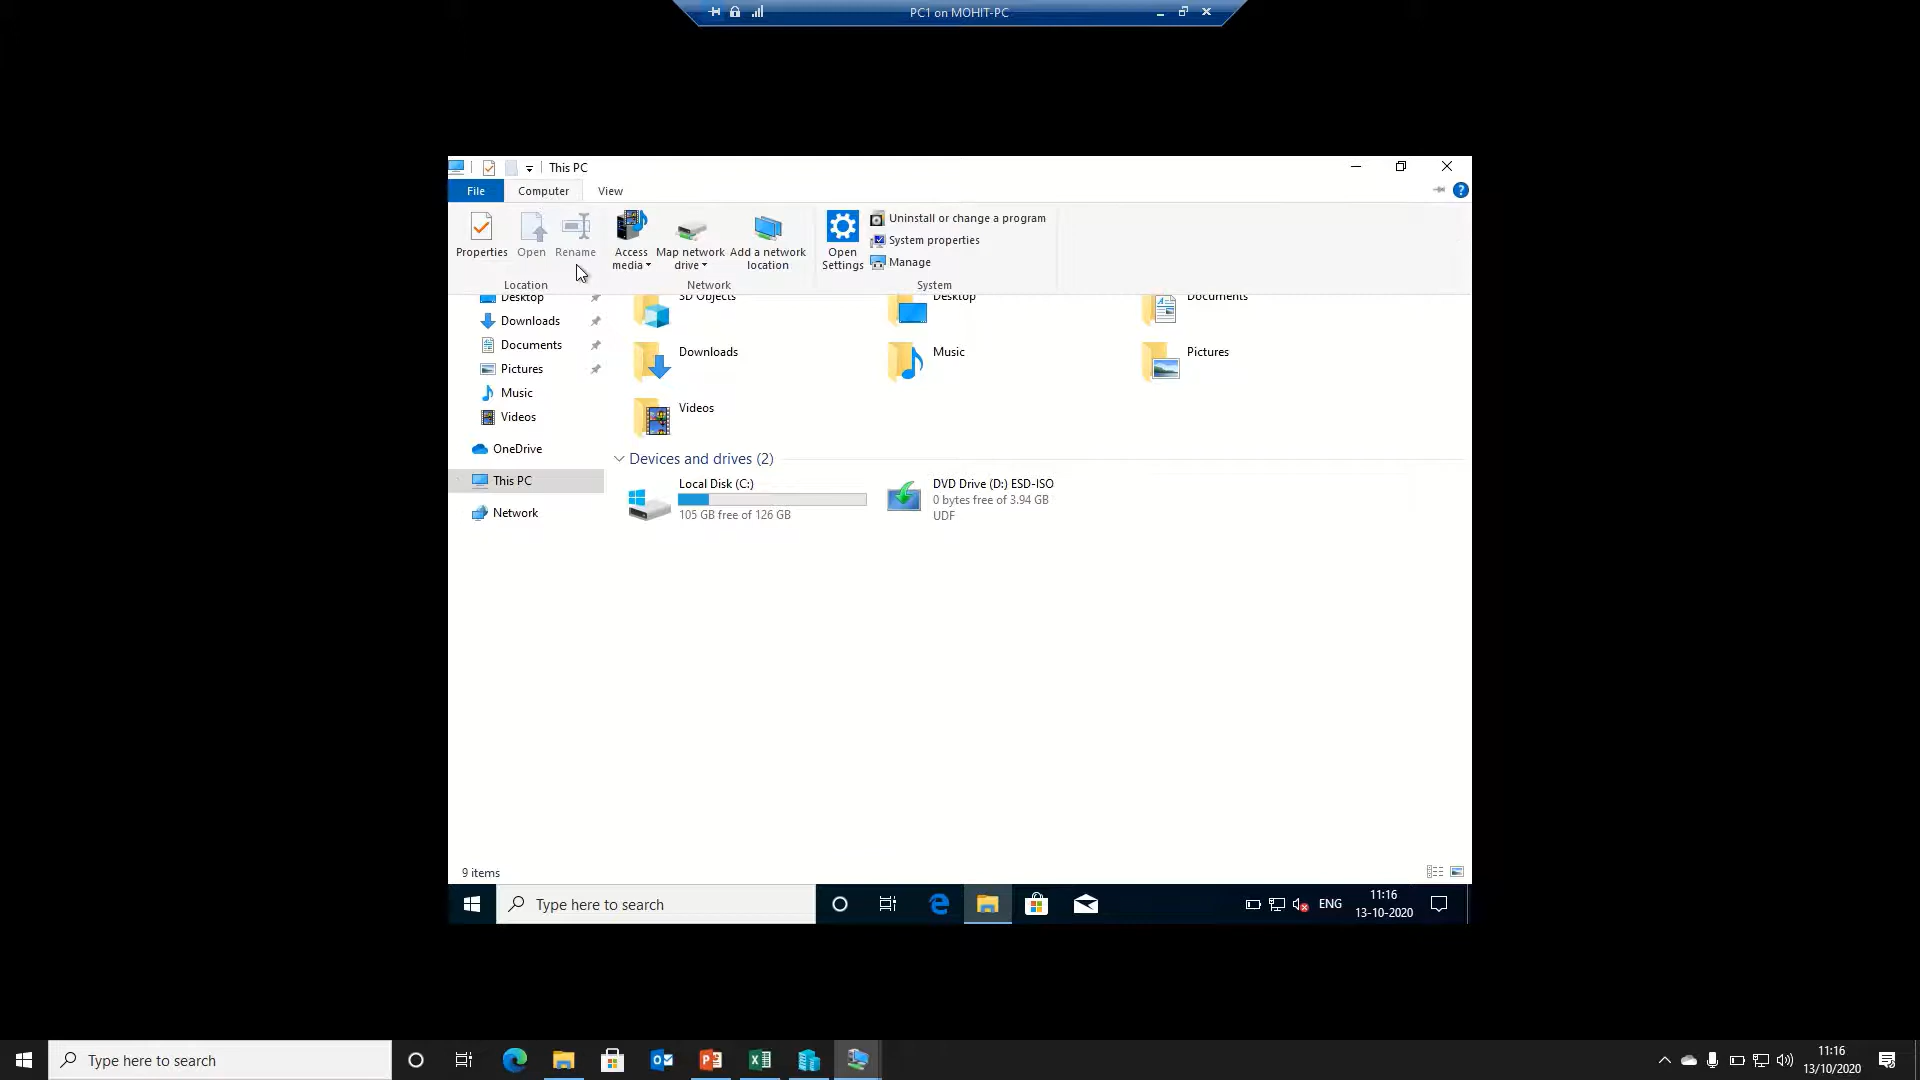 PC1 on MOHIT-PC
This PC
File
Computer
View
Properties
Open
Rename
Access media
Map network drive
Add a network location
Open Settings
Uninstall or change a program
System properties
Manage
Location
Network
System
Desktop
Downloads
Documents
Pictures
Music
Videos
OneDrive
This PC
Network
3D Objects
Desktop
Documents
Downloads
Music
Pictures
Videos
Devices and drives (2)
Local Disk (C:)
105 GB free of 126 GB
DVD Drive (D:) ESD-ISO
0 bytes free of 3.94 GB
UDF
9 items
Type here to search
ENG
11:16
13-10-2020
Type here to search
11:16
13/10/2020